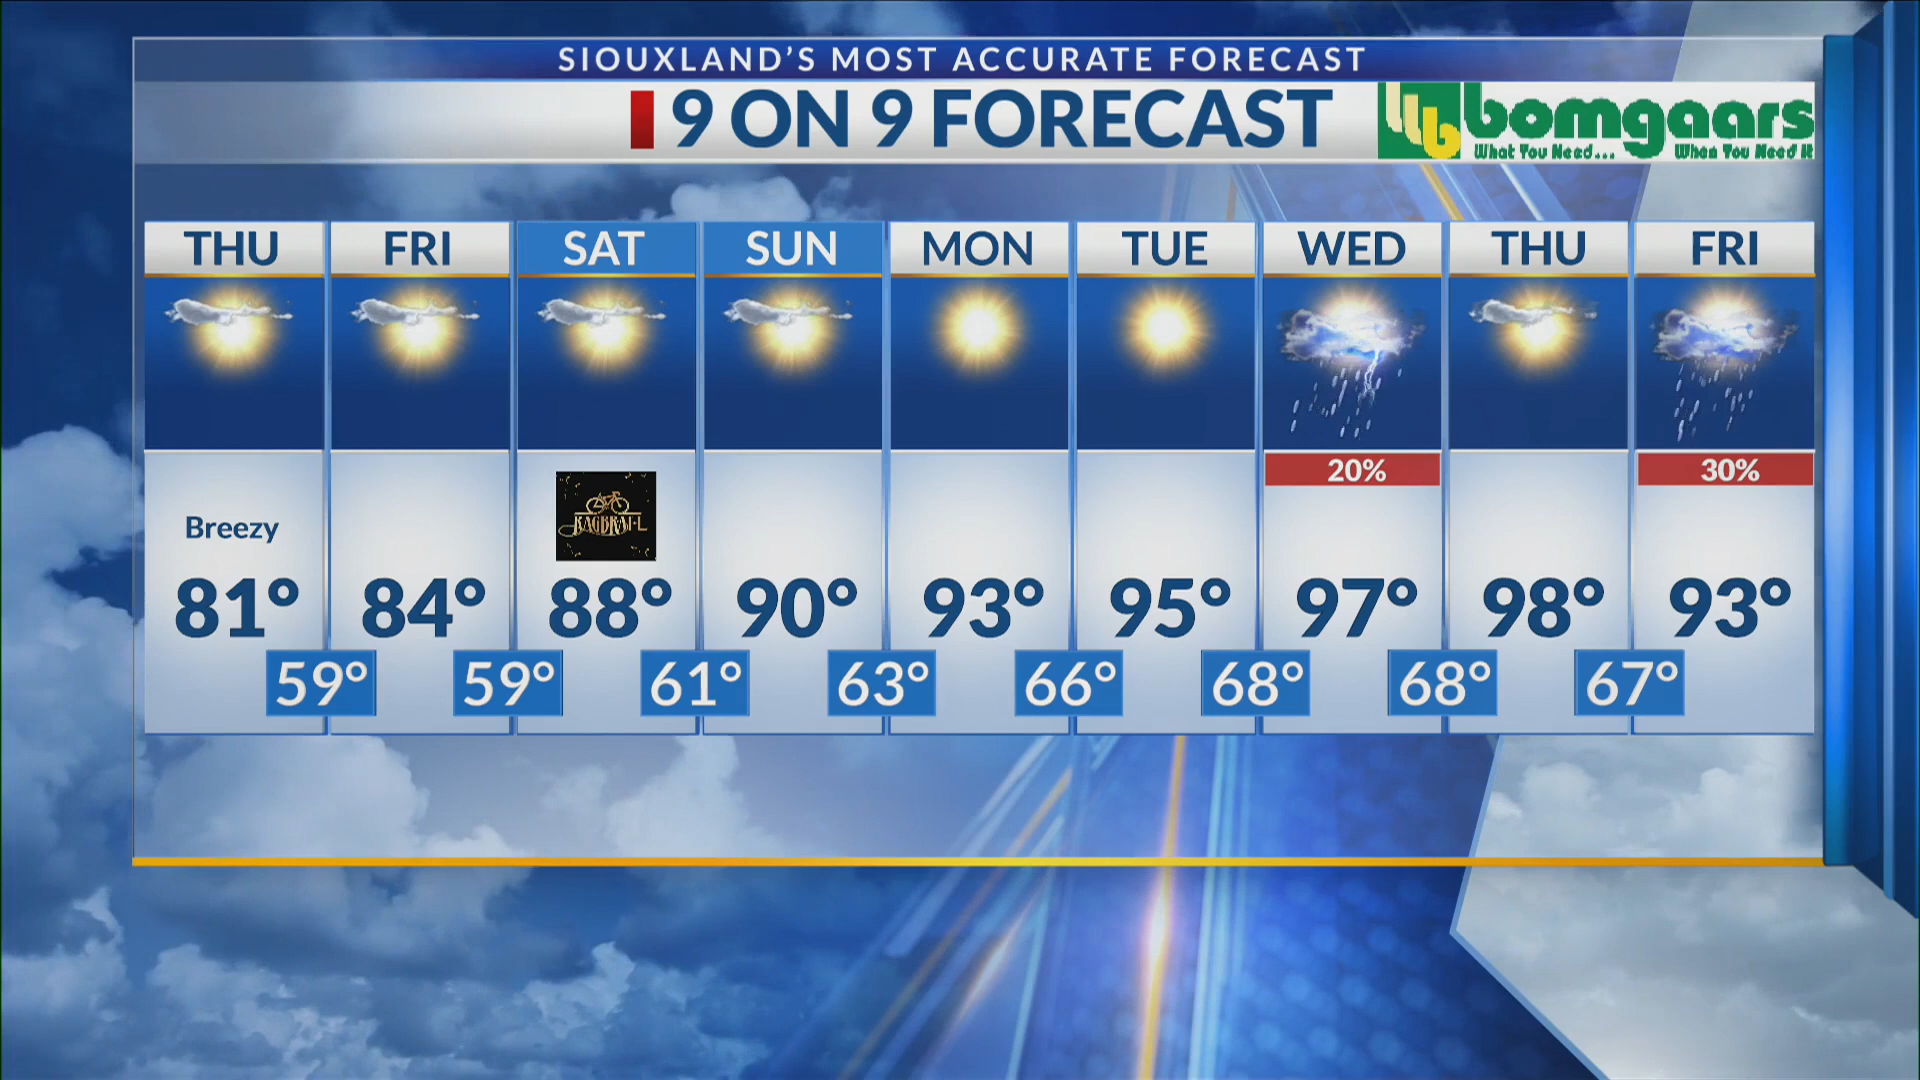 SIOUXLAND'S MOST ACCURATE FORECAST
9 ON 9 FORECAST
bomgaars
What You Need... When You Need It
THU FRI SAT SUN MON TUE WED THU FRI
20% 30%
Breezy
RAGBRAI-L
81° 84° 88° 90° 93° 95° 97° 98° 93°
59° 59° 61° 63° 66° 68° 68° 67°